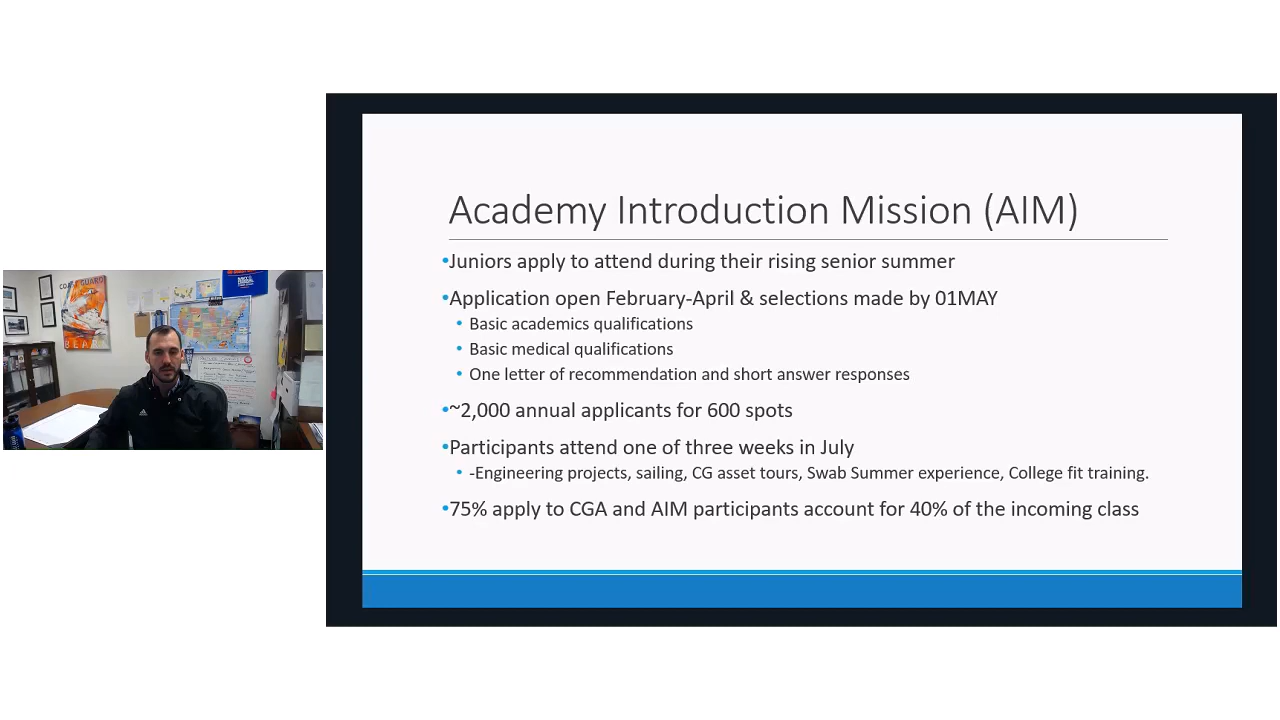 COAST GUARD
BEARS
Academy Introduction Mission (AIM)
•Juniors apply to attend during their rising senior summer
•Application open February-April & selections made by 01MAY
• Basic academics qualifications
• Basic medical qualifications
• One letter of recommendation and short answer responses
•~2,000 annual applicants for 600 spots
•Participants attend one of three weeks in July
• -Engineering projects, sailing, CG asset tours, Swab Summer experience, College fit training.
•75% apply to CGA and AIM participants account for 40% of the incoming class